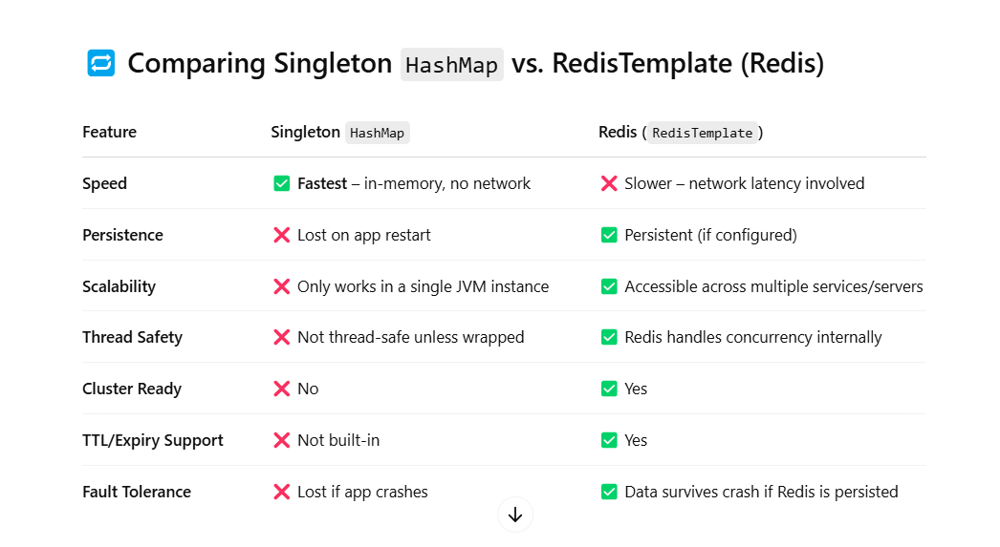 Comparing Singleton HashMap vs. RedisTemplate (Redis)
Feature Singleton HashMap Redis (RedisTemplate)
Speed Fastest – in-memory, no network Slower – network latency involved
Persistence Lost on app restart Persistent (if configured)
Scalability Only works in a single JVM instance Accessible across multiple services/servers
Thread Safety Not thread-safe unless wrapped Redis handles concurrency internally
Cluster Ready No Yes
TTL/Expiry Support Not built-in Yes
Fault Tolerance Lost if app crashes Data survives crash if Redis is persisted